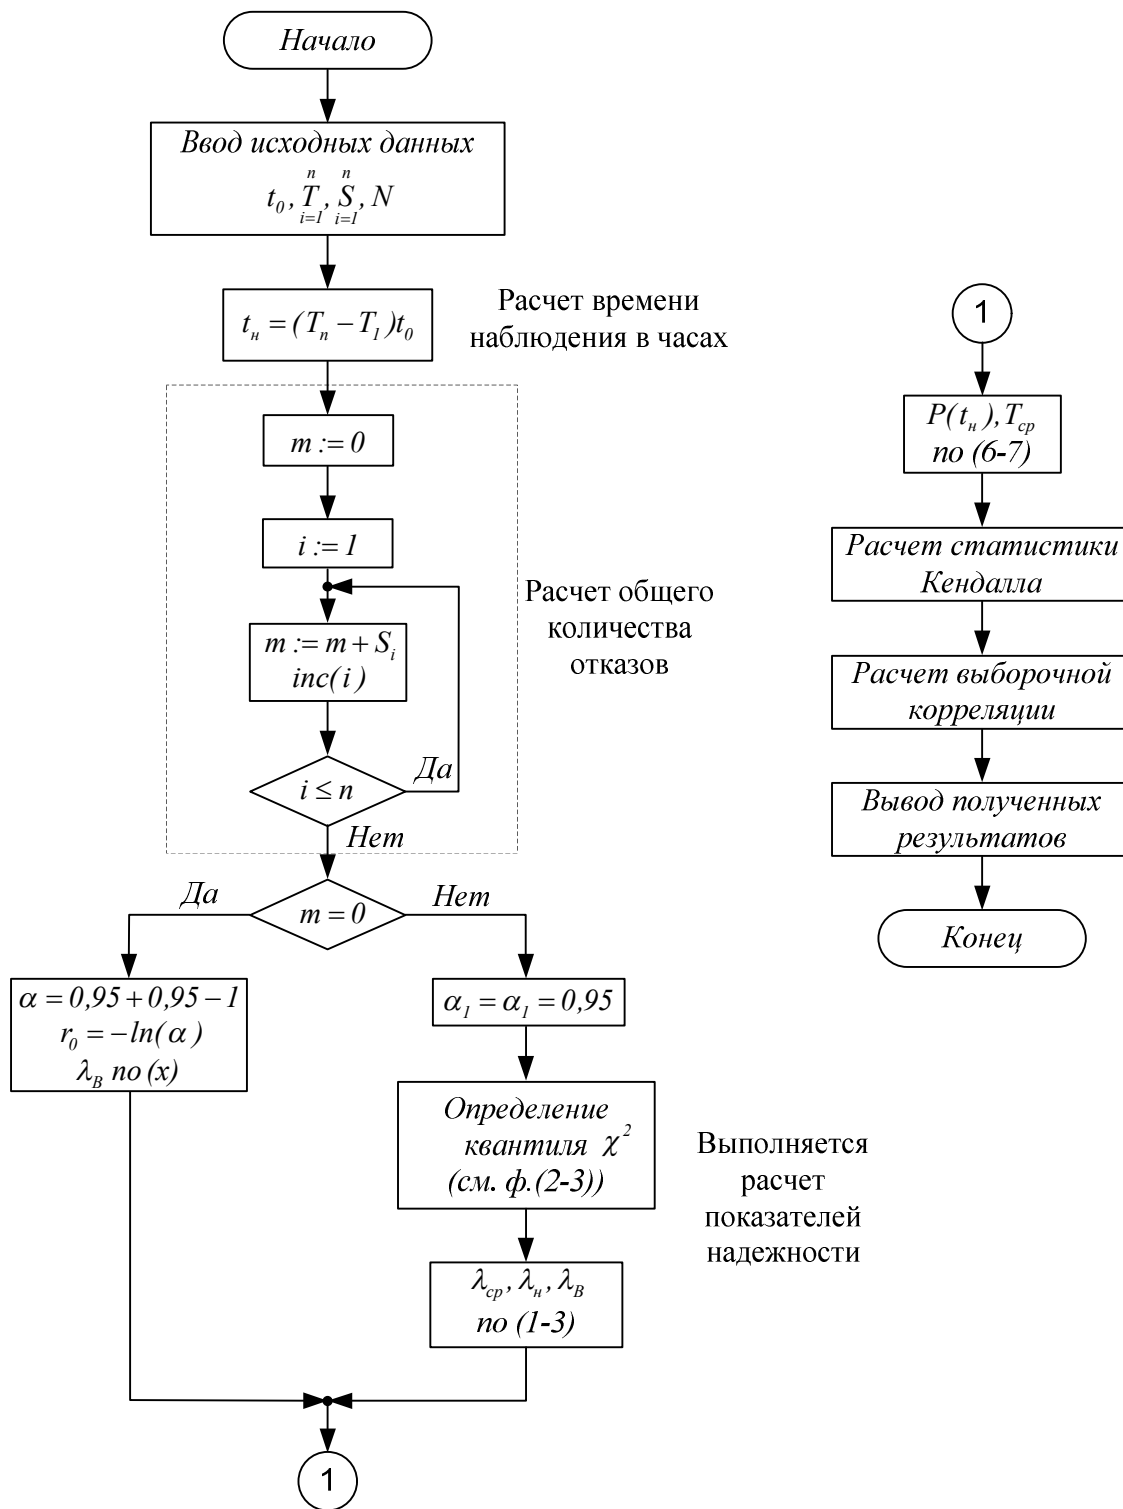 Начало
Ввод исходных данных
t₀, T, S, N
n n
i=1 i=1
tн = (Tn – T1)t₀
Расчет времени
наблюдения в часах
m := 0
i := 1
m := m + Si
inc(i)
Расчет общего
количества
отказов
i ≤ n
Да
Нет
m = 0
Да
Нет
α = 0,95 + 0,95 – 1
r₀ = –ln(α)
λВ по (x)
α1 = α1 = 0,95
Определение
квантиля χ²
(см. ф.(2-3))
λср, λн, λВ
по (1-3)
Выполняется
расчет
показателей
надежности
1
1
P(tн), Tср
по (6-7)
Расчет статистики
Кендалла
Расчет выборочной
корреляции
Вывод полученных
результатов
Конец